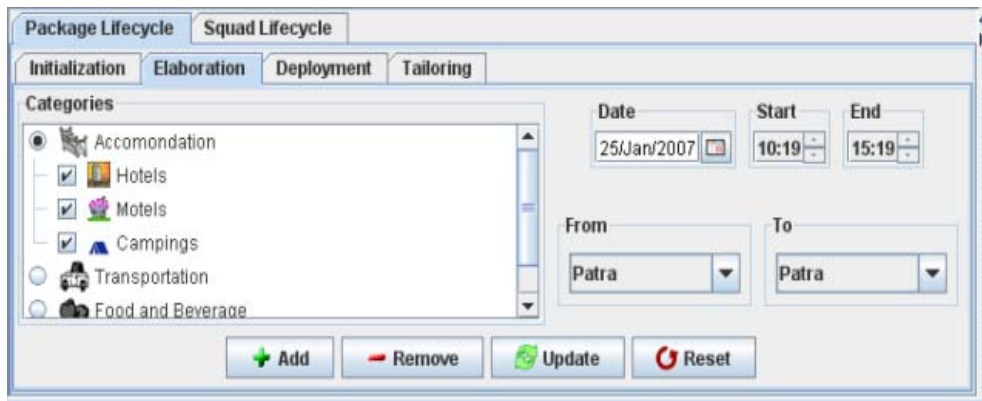 Package Lifecycle Squad Lifecycle
Initialization Elaboration Deployment Tailoring
Categories
Accomondation
Hotels
Motels
Campings
Transportation
Food and Beverage
Date Start End
25/Jan/2007 10:19 15:19
From To
Patra Patra
Add Remove Update Reset